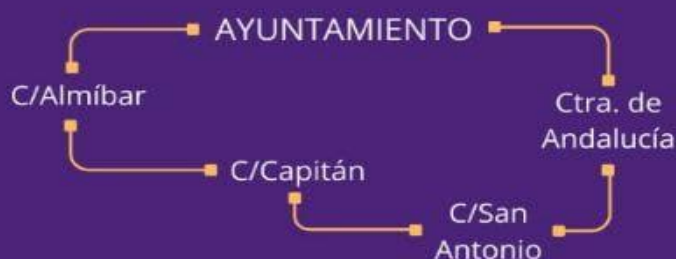 AYUNTAMIENTO
C/Almíbar
Ctra. de
Andalucía
C/Capitán
C/San
Antonio